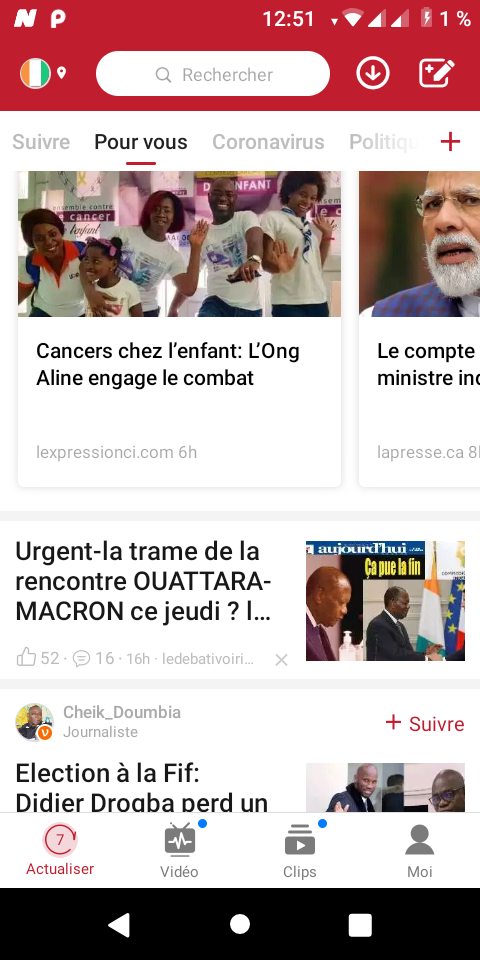 12:51
1 %
Rechercher
Suivre
Pour vous
Coronavirus
Politiqu
ensemble contre
le cancer
D'ENFANT
Cancers chez l'enfant: L'Ong
Aline engage le combat
lexpressionci.com 6h
Le compte
ministre ind
lapresse.ca 8h
Urgent-la trame de la
rencontre OUATTARA-
MACRON ce jeudi ? l...
52 · 16 · 16h · ledebativoiri...
aujourd'hui
Ça pue la fin
Cheik_Doumbia
Journaliste
+ Suivre
Election à la Fif:
Didier Drogba perd un
7
Actualiser
Vidéo
Clips
Moi